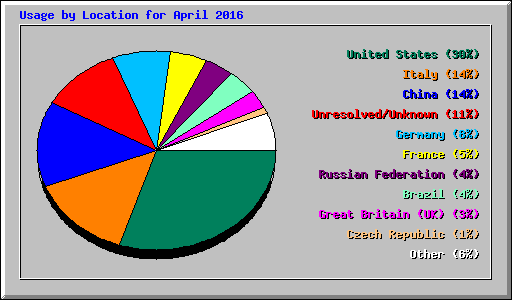 Usage by Location for April 2016
United States (30%)
Italy (14%)
China (14%)
Unresolved/Unknown (11%)
Germany (8%)
France (5%)
Russian Federation (4%)
Brazil (4%)
Great Britain (UK) (3%)
Czech Republic (1%)
Other (6%)